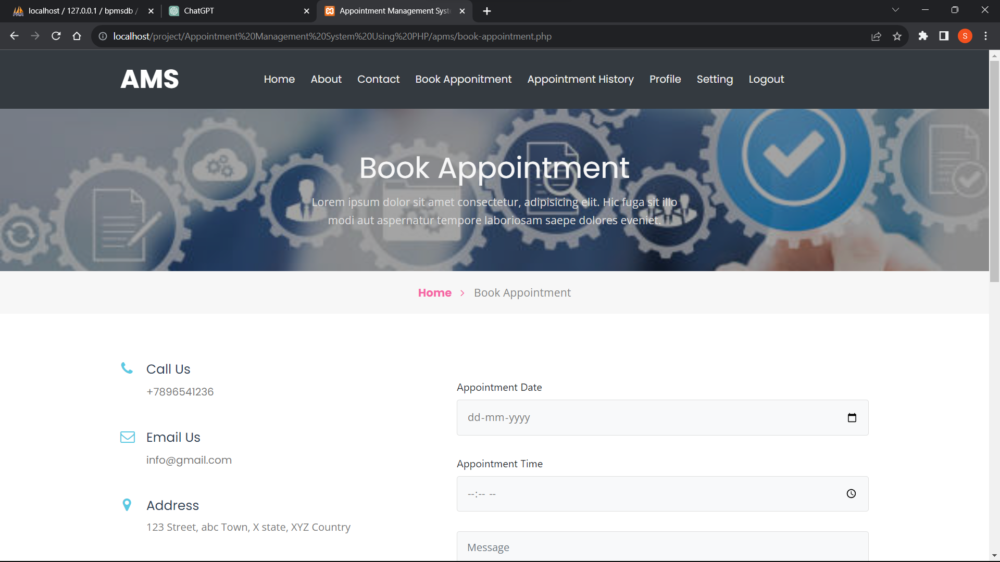 localhost / 127.0.0.1 / bpmsdb /
ChatGPT
Appointment Management Syst
localhost/project/Appointment%20Management%20System%20Using%20PHP/apms/book-appointment.php
S
AMS
Home About Contact Book Apponitment Appointment History Profile Setting Logout
Book Appointment
Lorem ipsum dolor sit amet consectetur, adipisicing elit. Hic fuga sit illo
modi aut aspernatur tempore laboriosam saepe dolores eveniet.
Home > Book Appointment
Call Us
+7896541236
Email Us
info@gmail.com
Address
123 Street, abc Town, X state, XYZ Country
Appointment Date
dd-mm-yyyy
Appointment Time
--:-- --
Message